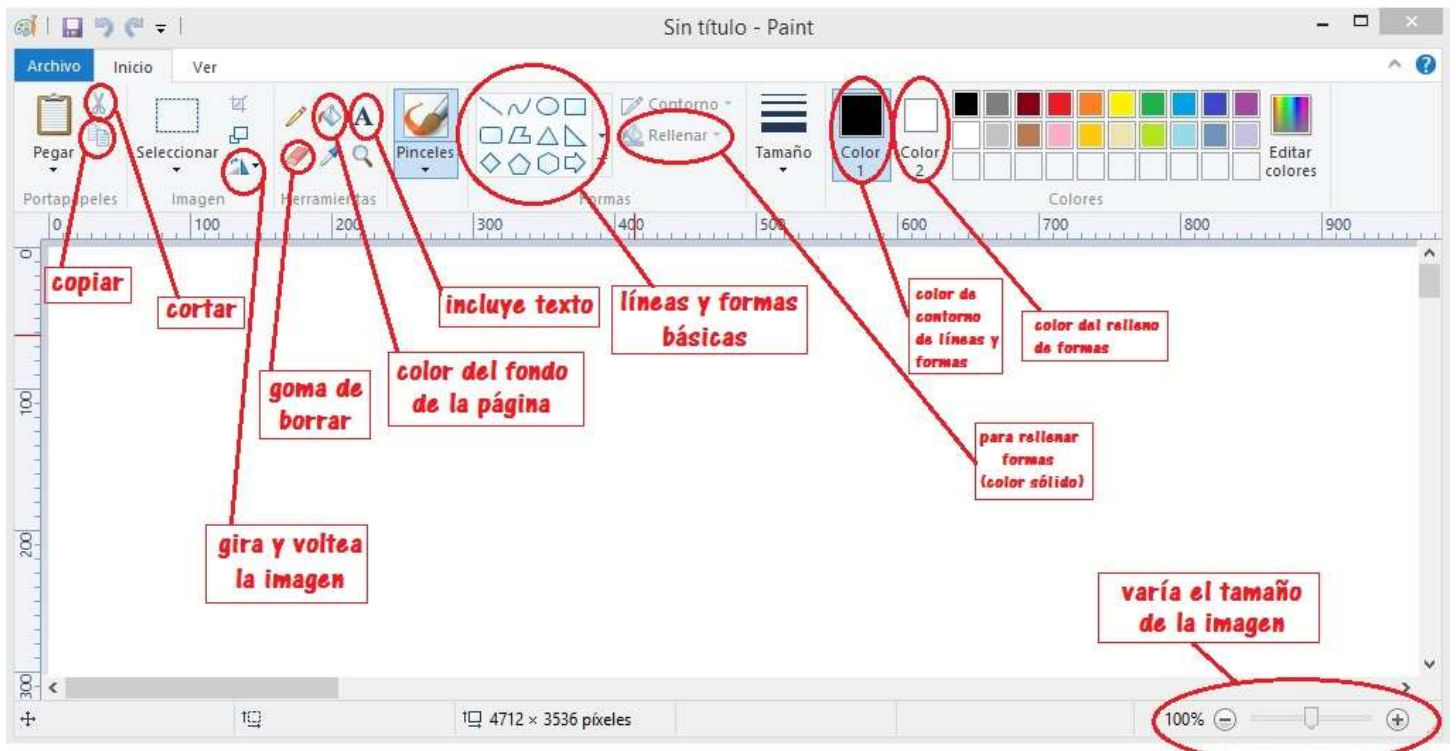 Sin título - Paint
Archivo Inicio Ver
Contorno
Pegar Seleccionar A Pinceles Rellenar Tamaño Color 1 Color 2 Editar colores
Portapapeles Imagen Herramientas Formas Colores
0 100 200 300 400 500 600 700 800 900
0
copiar
cortar
incluye texto
líneas y formas
básicas
color de
contorno
de líneas y
formas
color del relleno
de formas
color del fondo
de la página
goma de
borrar
100
para rellenar
formas
(color sólido)
gira y voltea
la imagen
200
varía el tamaño
de la imagen
300
4712 × 3536 píxeles
100%